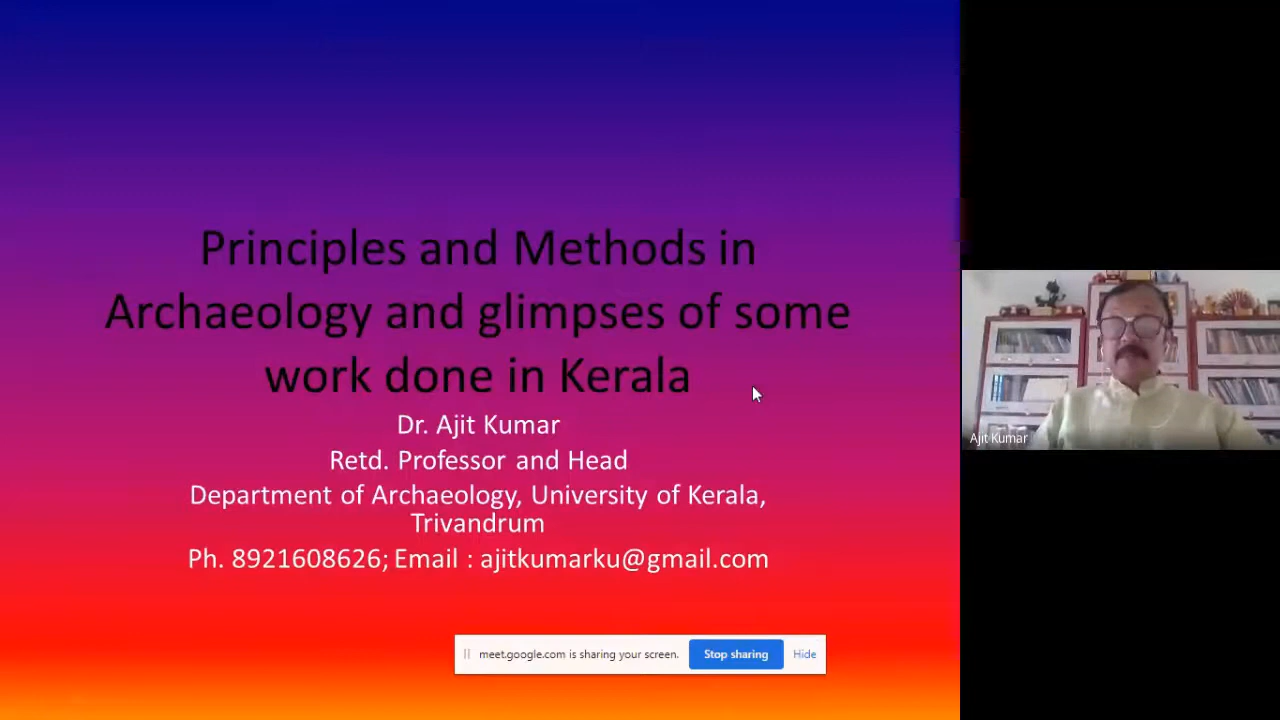 Principles and Methods in
Archaeology and glimpses of some
work done in Kerala
Dr. Ajit Kumar
Retd. Professor and Head
Department of Archaeology, University of Kerala,
Trivandrum
Ph. 8921608626; Email : ajitkumarku@gmail.com
meet.google.com is sharing your screen.
Stop sharing
Hide
Ajit Kumar